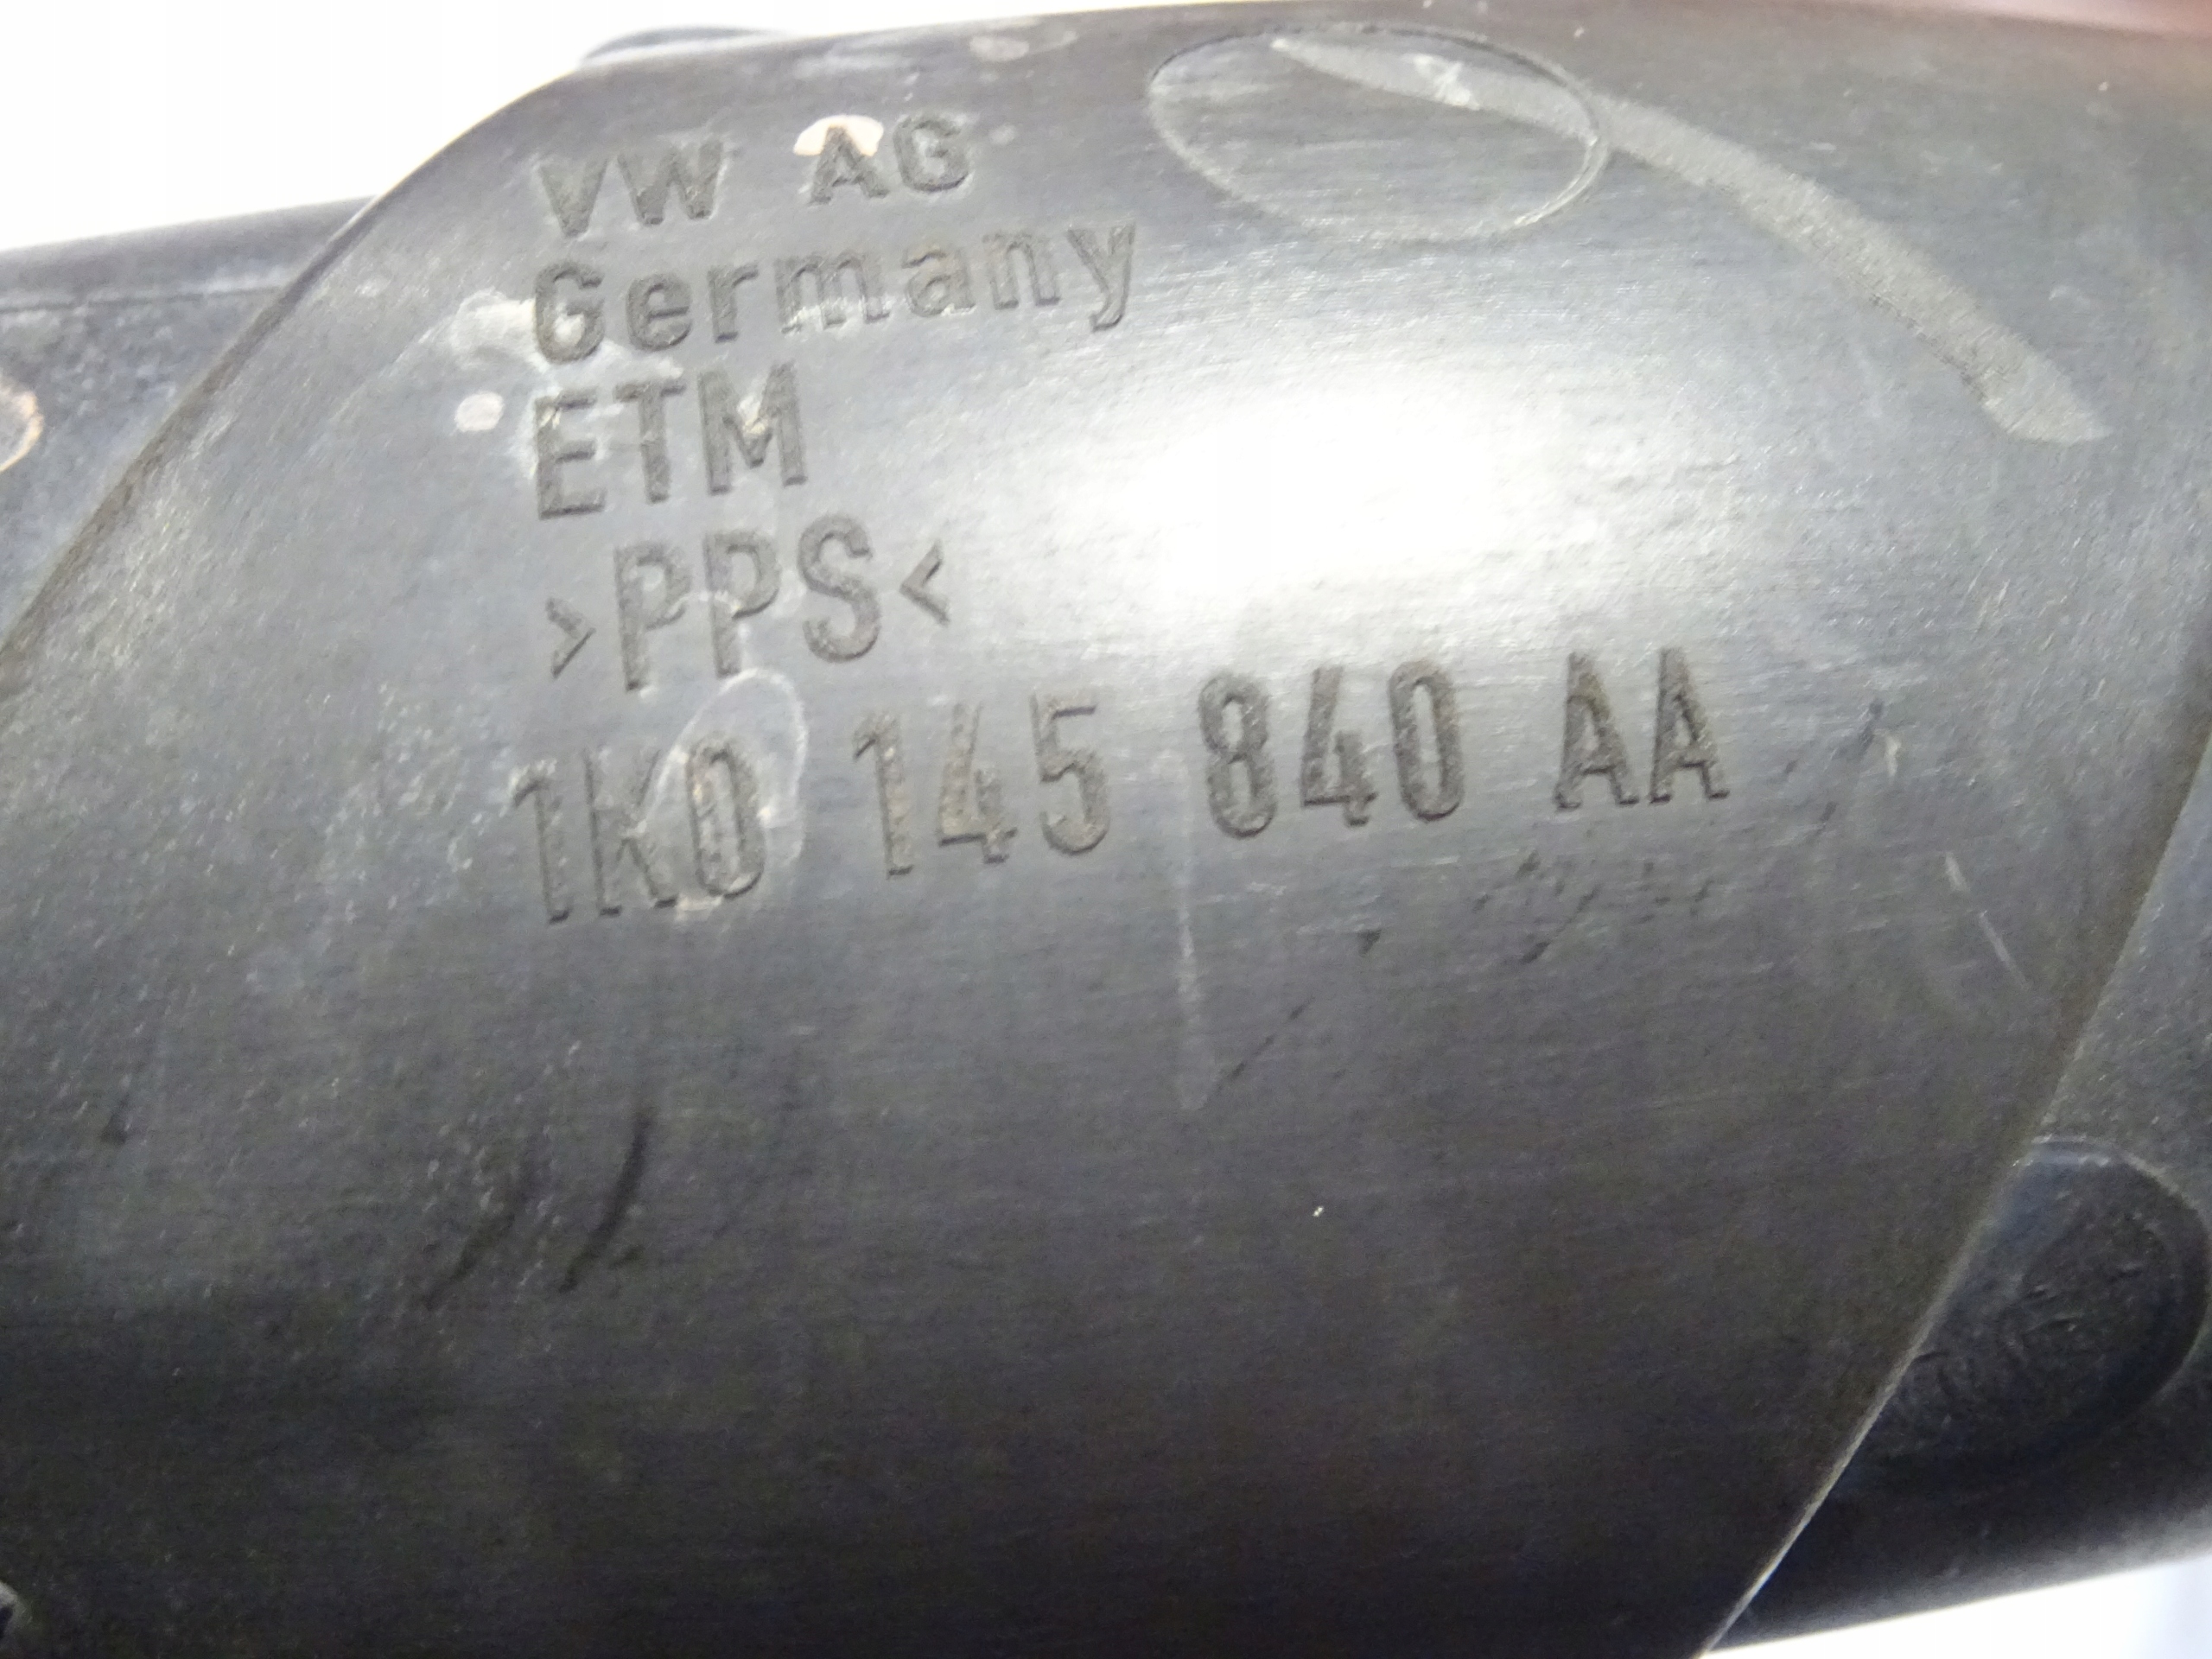 VW AG
Germany
ETM
>PPS<
1K0 145 840 AA